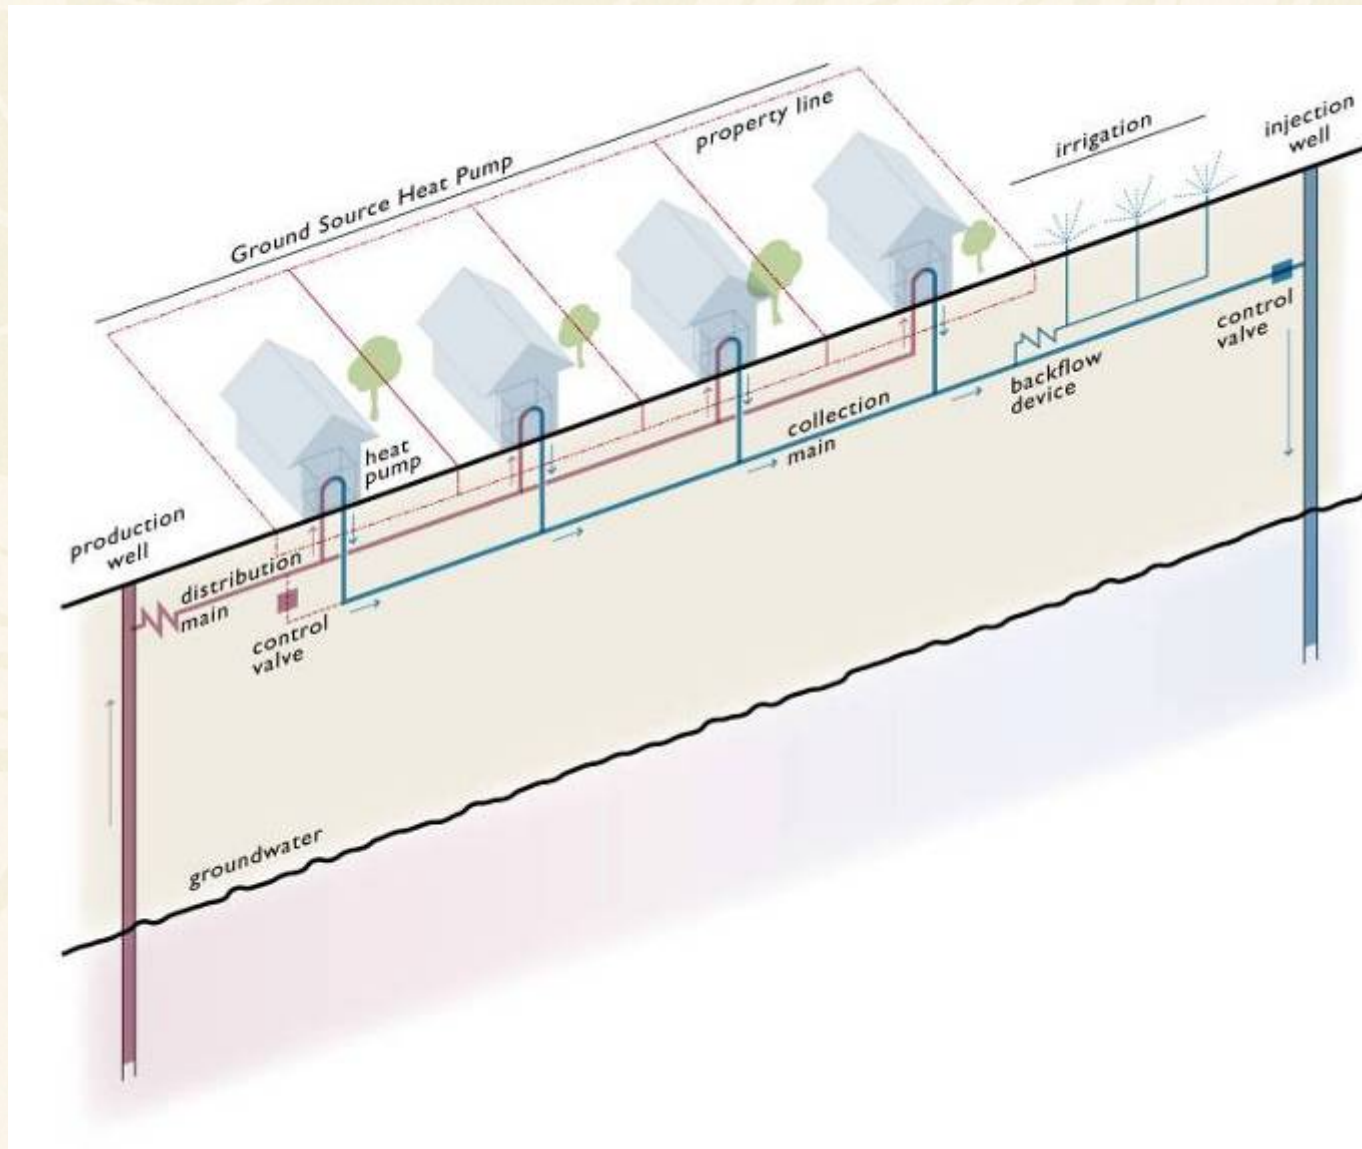 Ground Source Heat Pump
property line
irrigation
injection
well
heat
pump
production
well
distribution
main
control
valve
collection
main
backflow
device
control
valve
groundwater